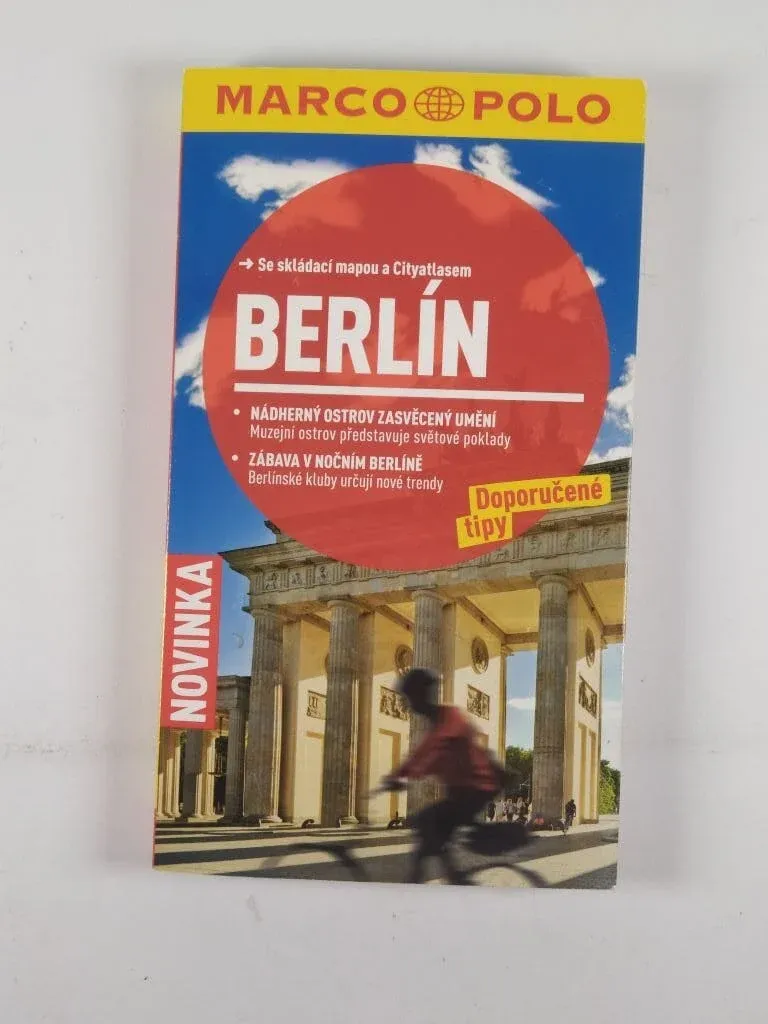 MARCO POLO
→ Se skládací mapou a Cityatlasem
BERLÍN
• NÁDHERNÝ OSTROV ZASVĚCENÝ UMĚNÍ
Muzejní ostrov představuje světové poklady
• ZÁBAVA V NOČNÍM BERLÍNĚ
Berlínské kluby určují nové trendy
Doporučené
tipy
NOVINKA